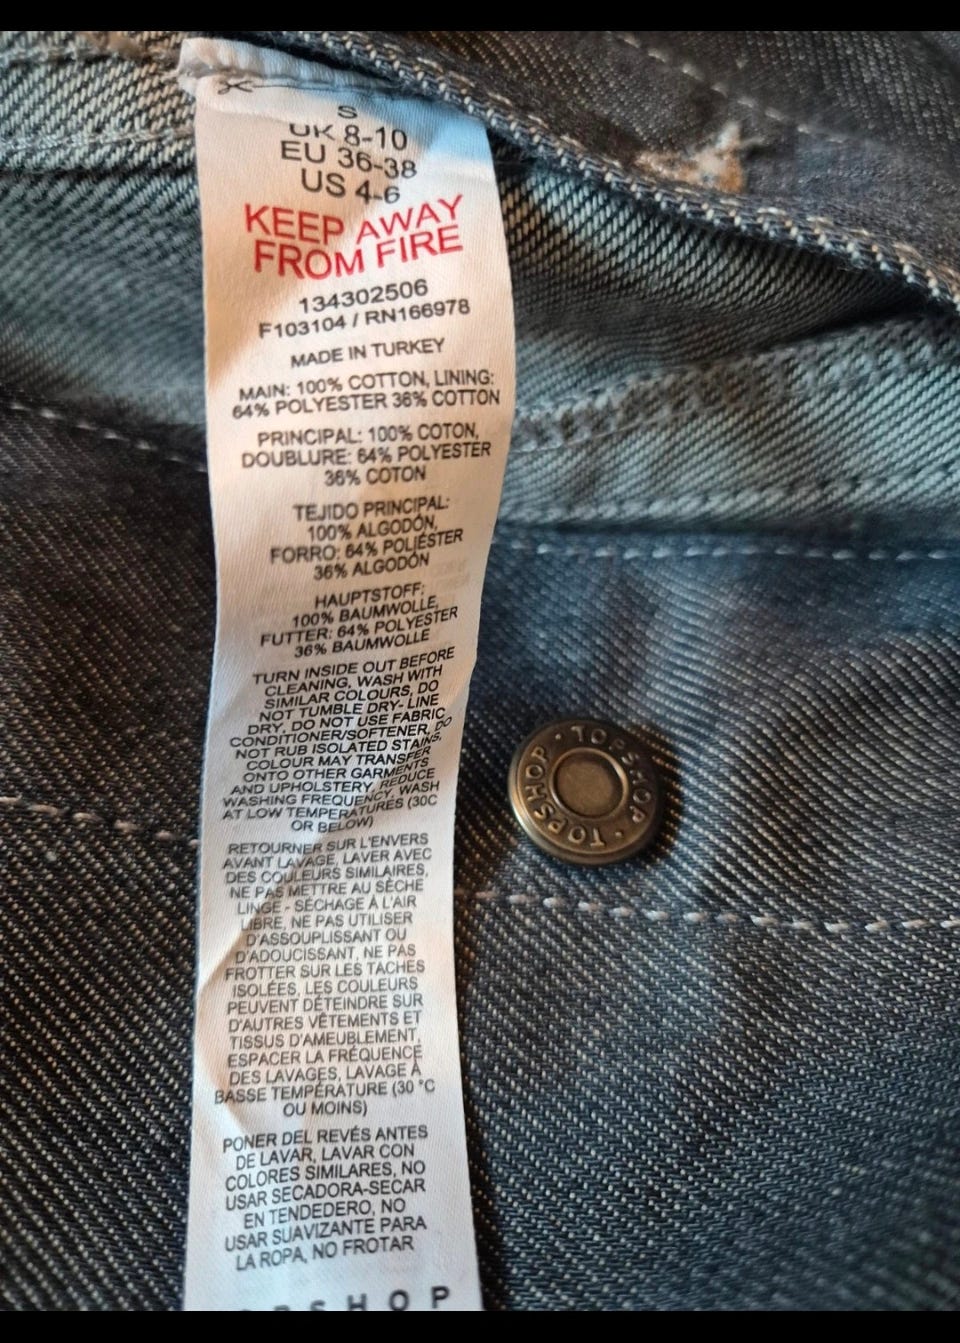 S
UK 8-10
EU 36-38
US 4-6
KEEP AWAY
FROM FIRE
134302506
F103104 / RN166978
MADE IN TURKEY
MAIN: 100% COTTON, LINING:
64% POLYESTER 36% COTTON
PRINCIPAL: 100% COTON,
DOUBLURE: 64% POLYESTER
36% COTON
TEJIDO PRINCIPAL:
100% ALGODÓN,
FORRO: 64% POLIÉSTER
36% ALGODÓN
HAUPTSTOFF:
100% BAUMWOLLE,
FUTTER: 64% POLYESTER
36% BAUMWOLLE
TURN INSIDE OUT BEFORE
CLEANING, WASH WITH
SIMILAR COLOURS, DO
NOT TUMBLE DRY- LINE
DRY, DO NOT USE FABRIC
CONDITIONER/SOFTENER, DO
NOT RUB ISOLATED STAINS,
COLOUR MAY TRANSFER
ONTO OTHER GARMENTS
AND UPHOLSTERY, REDUCE
WASHING FREQUENCY, WASH
AT LOW TEMPERATURES (30C
OR BELOW)
RETOURNER SUR L'ENVERS
AVANT LAVAGE, LAVER AVEC
DES COULEURS SIMILAIRES,
NE PAS METTRE AU SÈCHE
LINGE - SÉCHAGE À L'AIR
LIBRE, NE PAS UTILISER
D'ASSOUPLISSANT OU
D'ADOUCISSANT, NE PAS
FROTTER SUR LES TACHES
ISOLÉES, LES COULEURS
PEUVENT DÉTEINDRE SUR
D'AUTRES VÊTEMENTS ET
TISSUS D'AMEUBLEMENT,
ESPACER LA FRÉQUENCE
DES LAVAGES, LAVAGE À
BASSE TEMPÉRATURE (30 °C
OU MOINS)
PONER DEL REVÉS ANTES
DE LAVAR, LAVAR CON
COLORES SIMILARES, NO
USAR SECADORA-SECAR
EN TENDEDERO, NO
USAR SUAVIZANTE PARA
LA ROPA, NO FROTAR
TOPSHOP
TOPSHOP · TOPSHOP ·